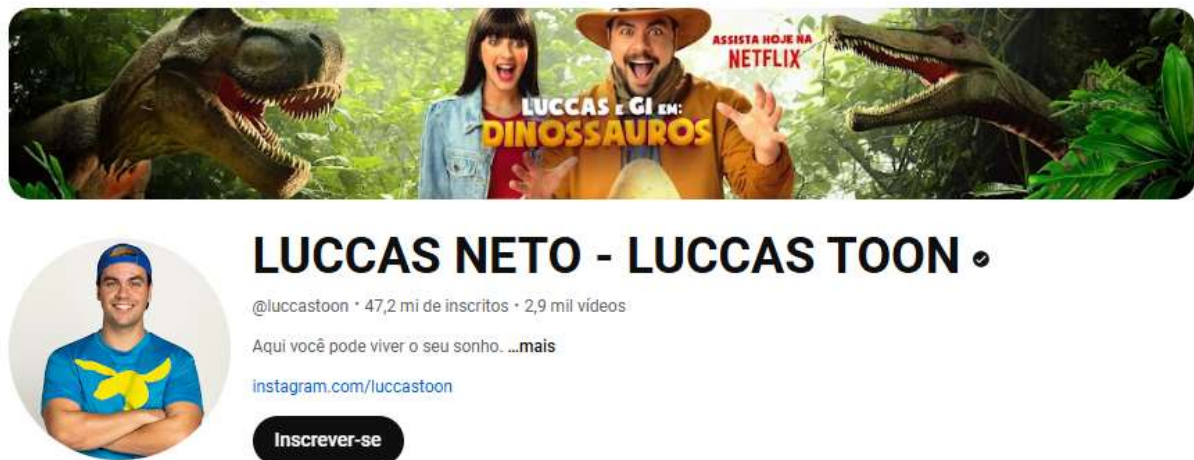 ASSISTA HOJE NA
NETFLIX
LUCCAS E GI EM:
DINOSSAUROS
LUCCAS NETO - LUCCAS TOON
@luccastoon • 47,2 mi de inscritos • 2,9 mil vídeos
Aqui você pode viver o seu sonho. ...mais
instagram.com/luccastoon
Inscrever-se